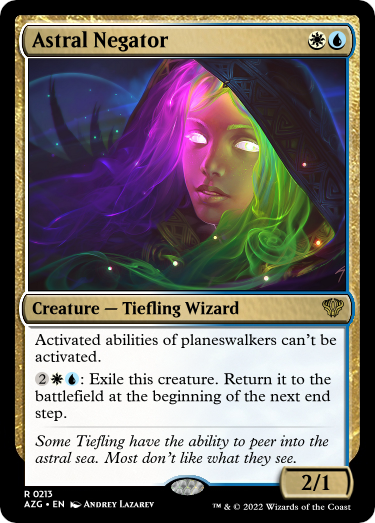 Astral Negator
Creature — Tiefling Wizard
Activated abilities of planeswalkers can't be
activated.
2: Exile this creature. Return it to the
battlefield at the beginning of the next end
step.
Some Tiefling have the ability to peer into the
astral sea. Most don't like what they see.
2/1
R 0213
AZG • EN Andrey Lazarev
™ & © 2022 Wizards of the Coast